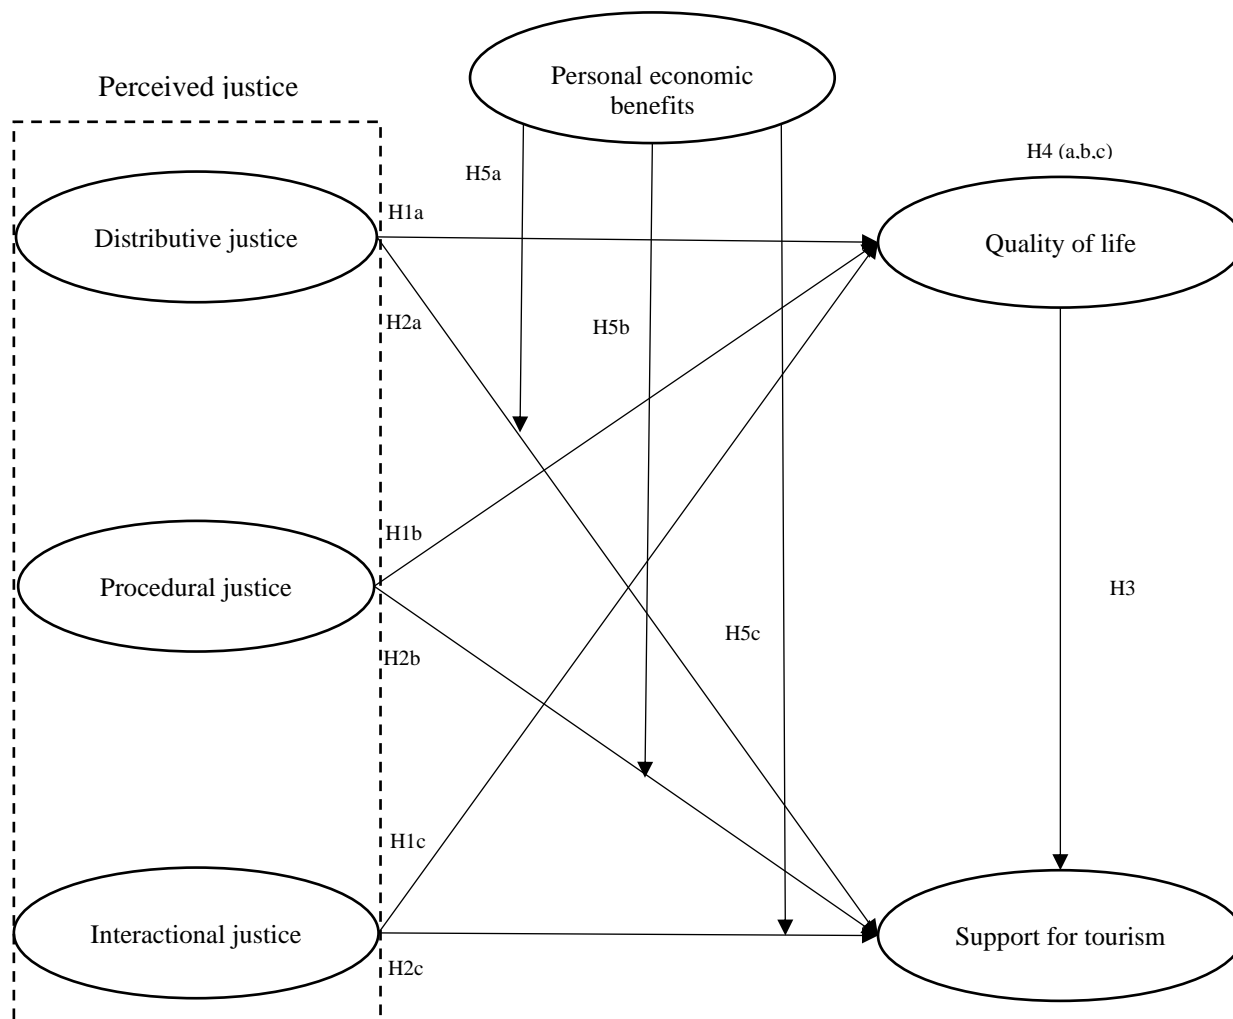 Personal economic
benefits
Perceived justice
H4 (a,b,c)
H5a
H1a
Distributive justice
Quality of life
H2a
H5b
H1b
Procedural justice
H3
H5c
H2b
H1c
Interactional justice
Support for tourism
H2c